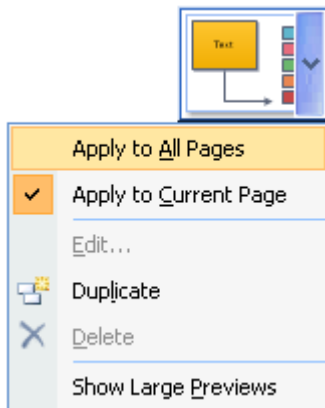 Text
Apply to All Pages
Apply to Current Page
Edit...
Duplicate
Delete
Show Large Previews